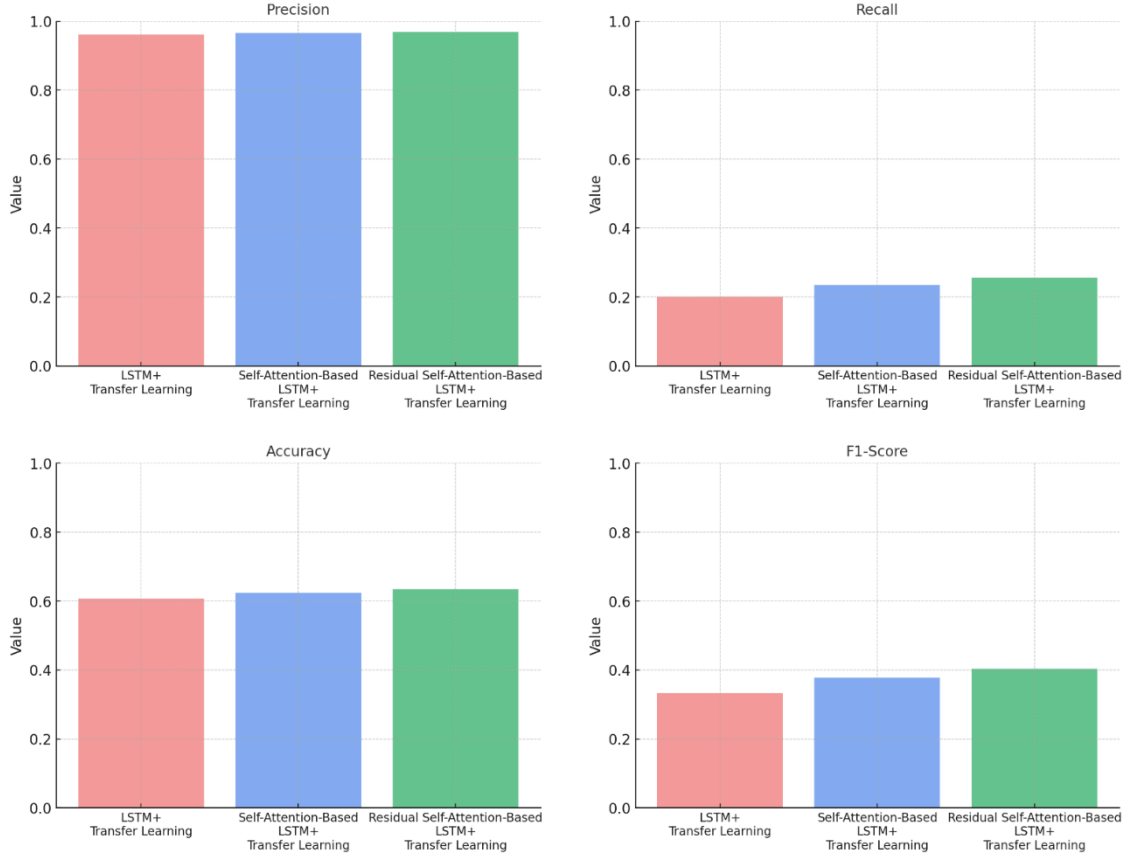 Precision
1.0
0.8
0.6
0.4
0.2
0.0
Value
LSTM+
Transfer Learning
Self-Attention-Based
LSTM+
Transfer Learning
Residual Self-Attention-Based
LSTM+
Transfer Learning
Recall
1.0
0.8
0.6
0.4
0.2
0.0
Value
LSTM+
Transfer Learning
Self-Attention-Based
LSTM+
Transfer Learning
Residual Self-Attention-Based
LSTM+
Transfer Learning
Accuracy
1.0
0.8
0.6
0.4
0.2
0.0
Value
LSTM+
Transfer Learning
Self-Attention-Based
LSTM+
Transfer Learning
Residual Self-Attention-Based
LSTM+
Transfer Learning
F1-Score
1.0
0.8
0.6
0.4
0.2
0.0
Value
LSTM+
Transfer Learning
Self-Attention-Based
LSTM+
Transfer Learning
Residual Self-Attention-Based
LSTM+
Transfer Learning